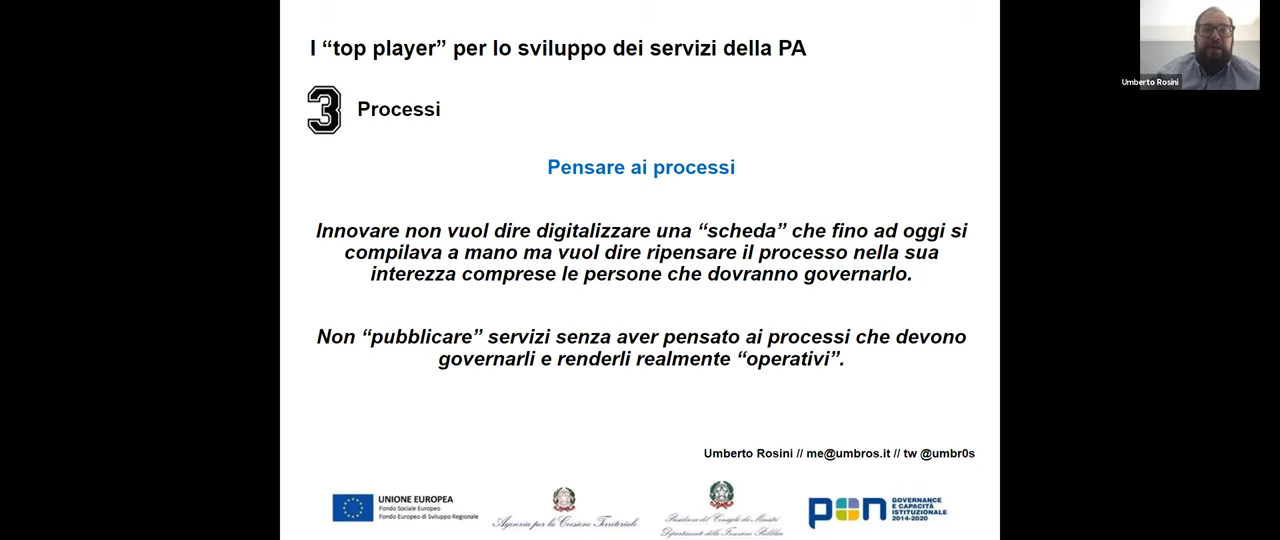 I “top player” per lo sviluppo dei servizi della PA
Umberto Rosini
3 Processi
Pensare ai processi
Innovare non vuol dire digitalizzare una “scheda” che fino ad oggi si
compilava a mano ma vuol dire ripensare il processo nella sua
interezza comprese le persone che dovranno governarlo.
Non “pubblicare” servizi senza aver pensato ai processi che devono
governarli e renderli realmente “operativi”.
Umberto Rosini // me@umbros.it // tw @umbr0s
UNIONE EUROPEA
Fondo Sociale Europeo
Fondo Europeo di Sviluppo Regionale
Agenzia per la Coesione Territoriale
Presidenza del Consiglio dei Ministri
Dipartimento della Funzione Pubblica
pon
GOVERNANCE
E CAPACITÀ
ISTITUZIONALE
2014-2020